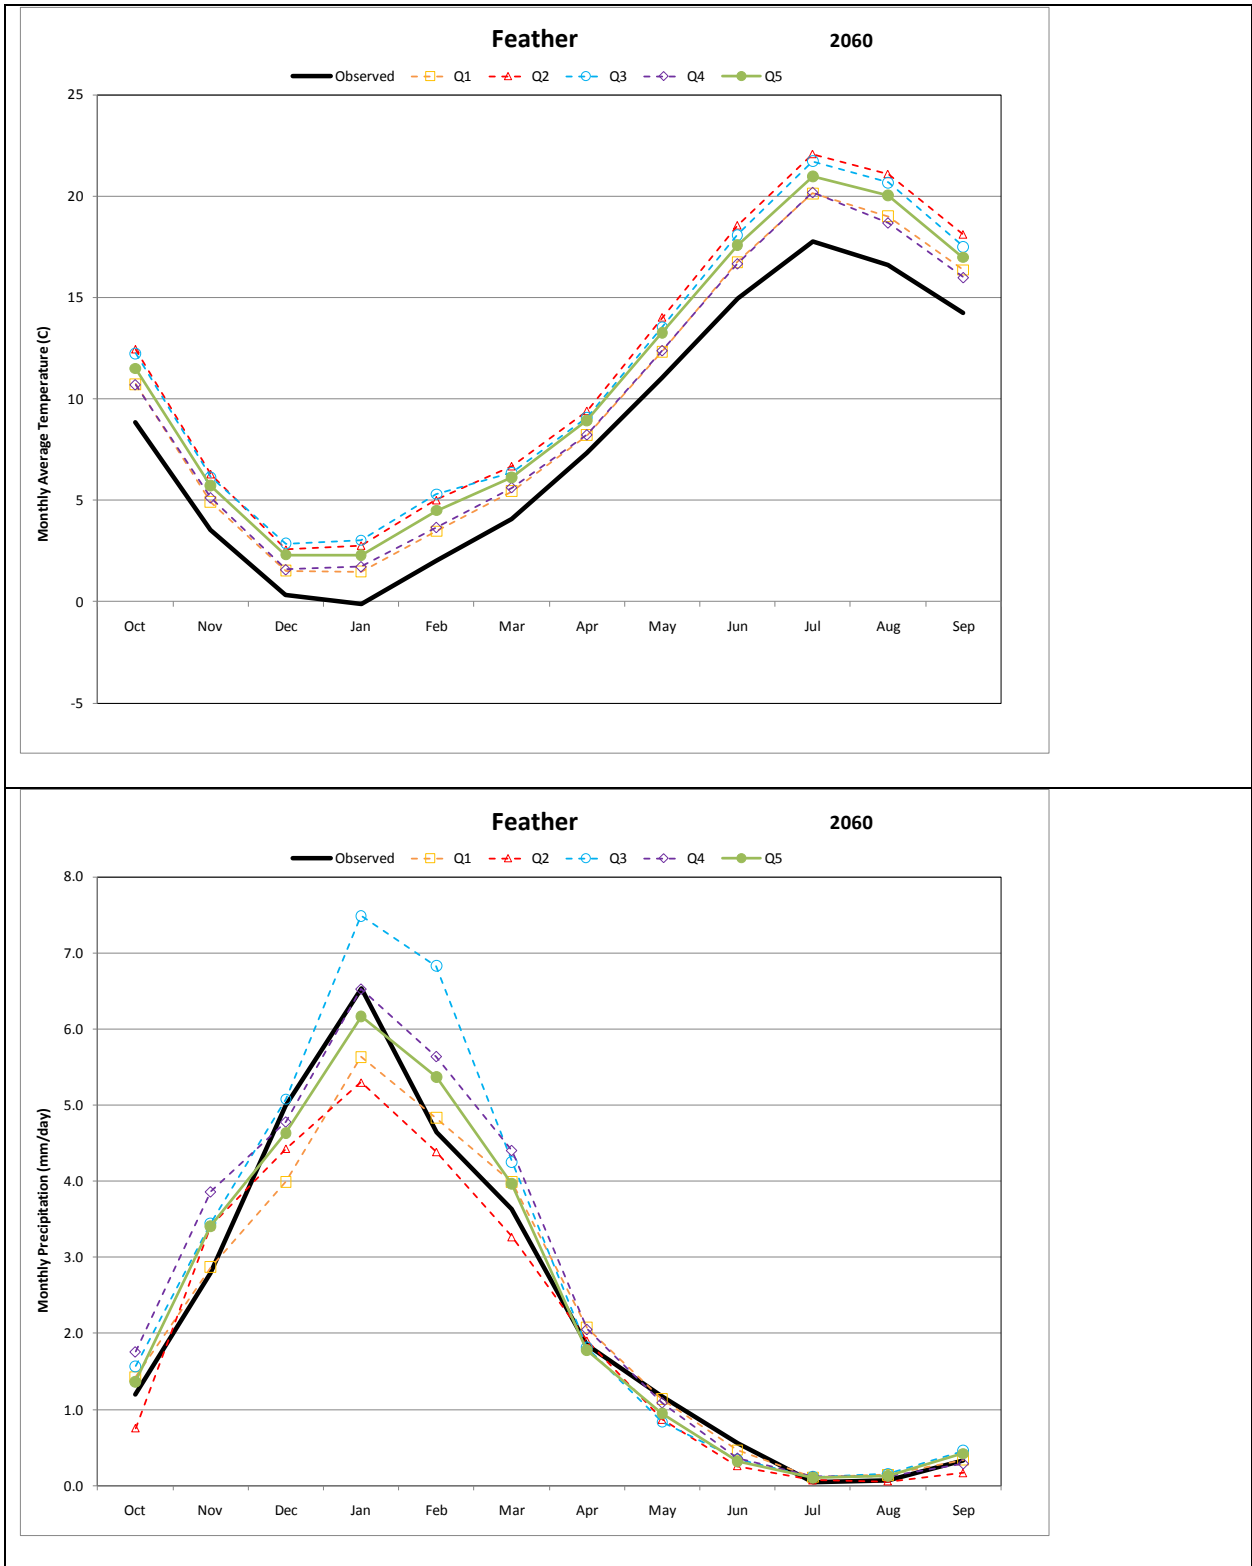 Feather 2060
Observed Q1 Q2 Q3 Q4 Q5
25
20
15
10
5
0
-5
Monthly Average Temperature (C)
Oct Nov Dec Jan Feb Mar Apr May Jun Jul Aug Sep
Feather 2060
Observed Q1 Q2 Q3 Q4 Q5
8.0
7.0
6.0
5.0
4.0
3.0
2.0
1.0
0.0
Monthly Precipitation (mm/day)
Oct Nov Dec Jan Feb Mar Apr May Jun Jul Aug Sep